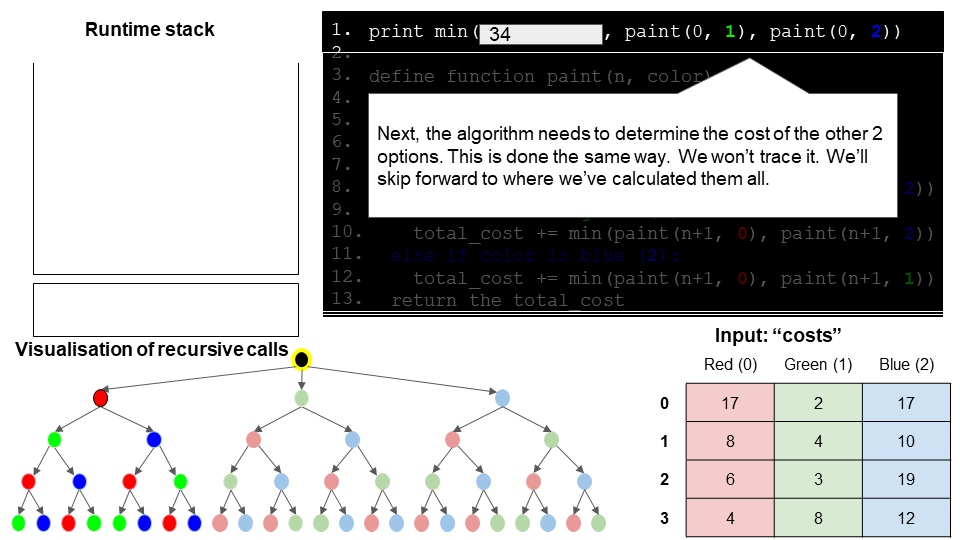 Runtime stack
1. print min( 34 , paint(0, 1), paint(0, 2))
2.
3. define function paint(n, color)
4.
5.
6.
7.
8. 2))
9.
10. total_cost += min(paint(n+1, 0), paint(n+1, 2))
11. else if color is blue (2):
12. total_cost += min(paint(n+1, 0), paint(n+1, 1))
13. return the total_cost
Next, the algorithm needs to determine the cost of the other 2
options. This is done the same way. We won’t trace it. We’ll
skip forward to where we’ve calculated them all.
Visualisation of recursive calls
Input: “costs”
Red (0) Green (1) Blue (2)
0 17 2 17
1 8 4 10
2 6 3 19
3 4 8 12